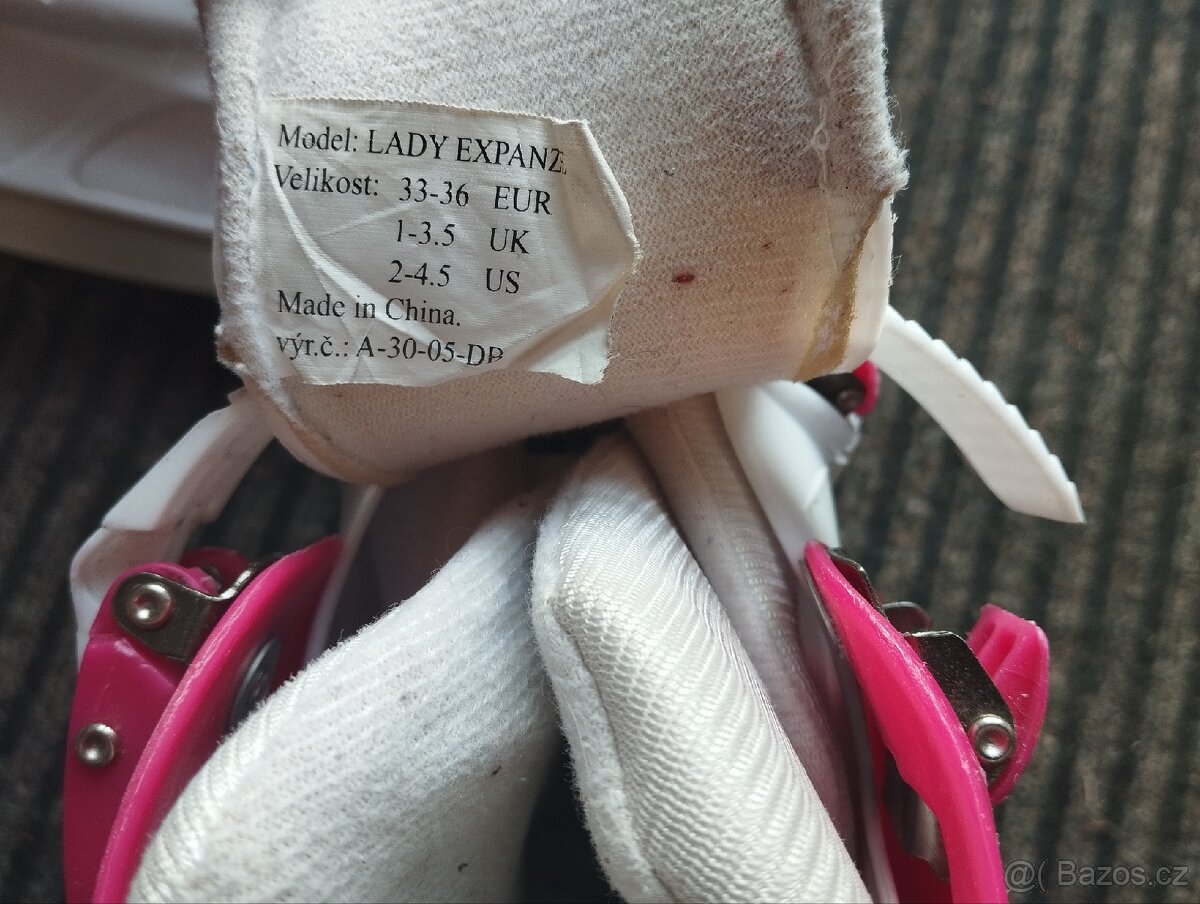 Model: LADY EXPANZ
Velikost: 33-36 EUR
1-3.5 UK
2-4.5 US
Made in China.
výr.č.: A-30-05-DP
@( Bazos.cz